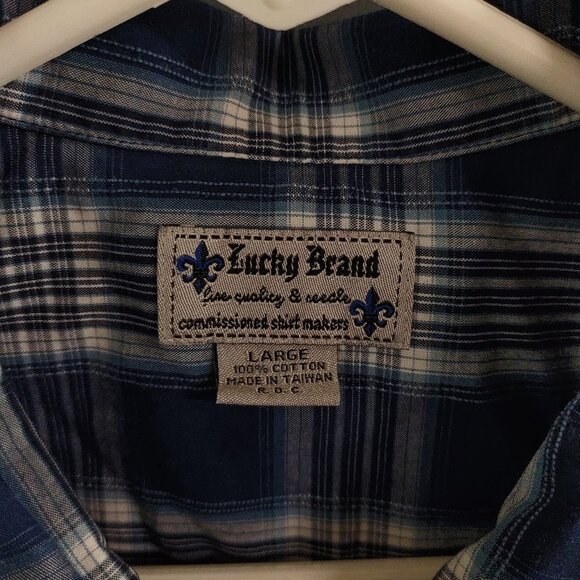 Lucky Brand
fine quality & needle
commissioned shirt makers
LARGE
100% COTTON
MADE IN TAIWAN
R. O. C.